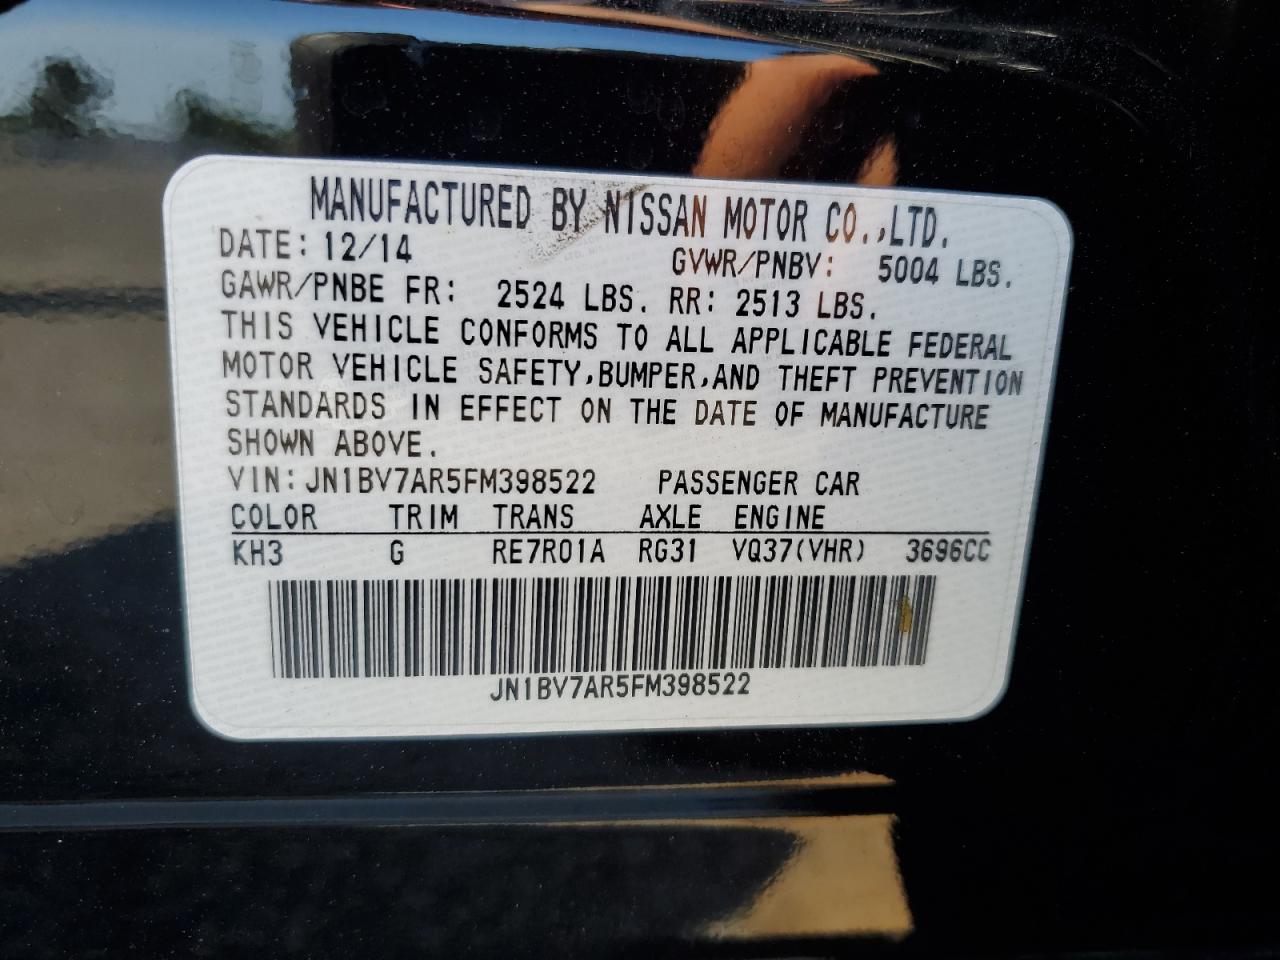 MANUFACTURED BY NISSAN MOTOR CO.,LTD.
DATE: 12/14 GVWR/PNBV: 5004 LBS.
GAWR/PNBE FR: 2524 LBS. RR: 2513 LBS.
THIS VEHICLE CONFORMS TO ALL APPLICABLE FEDERAL
MOTOR VEHICLE SAFETY,BUMPER,AND THEFT PREVENTION
STANDARDS IN EFFECT ON THE DATE OF MANUFACTURE
SHOWN ABOVE.
VIN:JN1BV7AR5FM398522 PASSENGER CAR
COLOR TRIM TRANS AXLE ENGINE
KH3 G RE7R01A RG31 VQ37(VHR) 3696CC
JN1BV7AR5FM398522